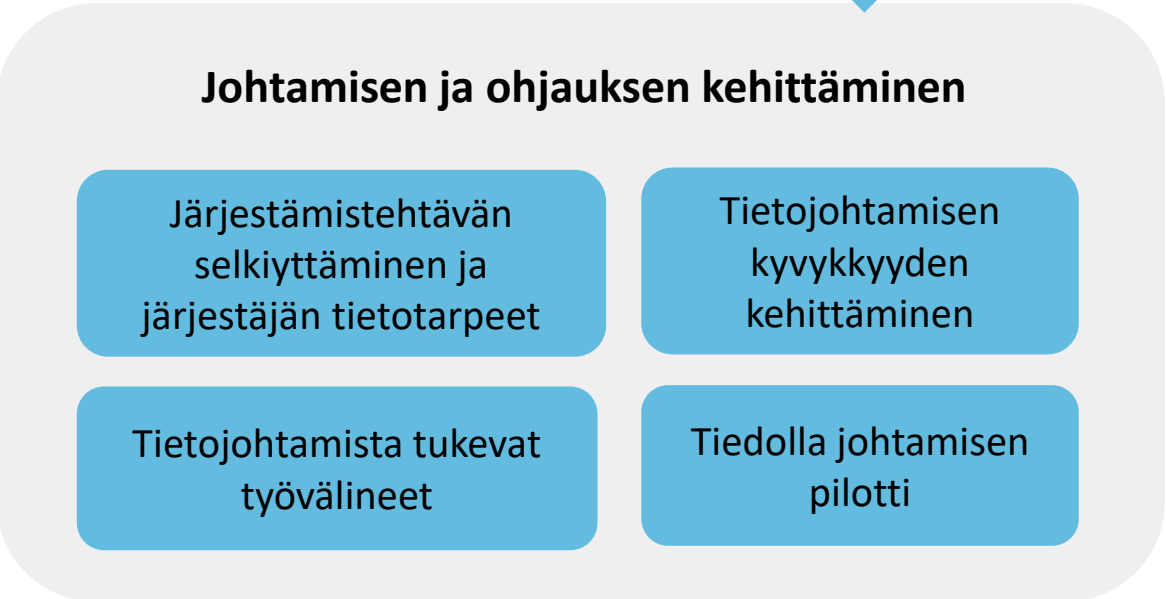 Johtamisen ja ohjauksen kehittäminen
Järjestämistehtävän
selkiyttäminen ja
järjestäjän tietotarpeet
Tietojohtamisen
kyvykkyyden
kehittäminen
Tietojohtamista tukevat
työvälineet
Tiedolla johtamisen
pilotti